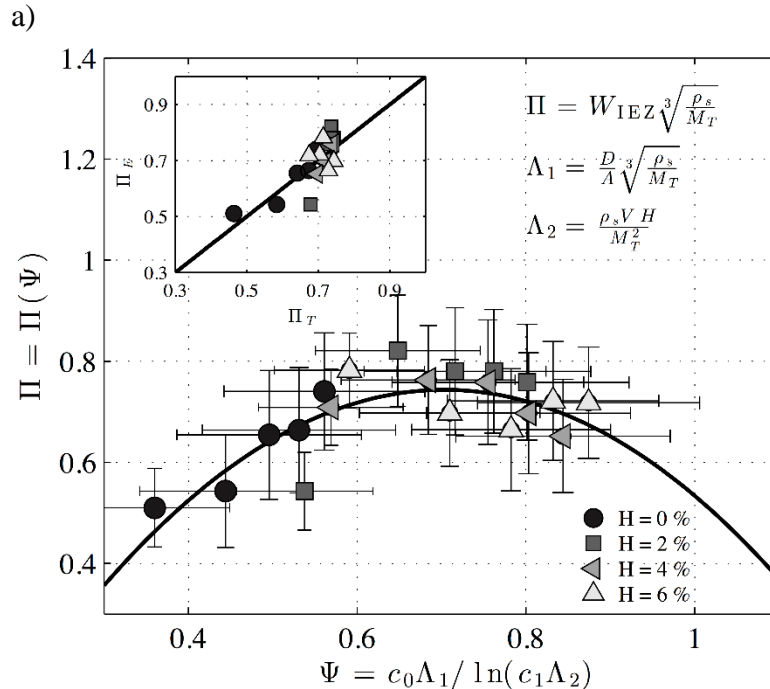 a)
1.4
1.2
1
0.8
0.6
0.4
Π = Π(Ψ)
0.9
0.7
0.5
0.3
Π_E
0.3 0.5 0.7 0.9
Π_T
Π = W_IEZ ∛(ρ_s/M_T)
Λ_1 = D/A ∛(ρ_s/M_T)
Λ_2 = ρ_s V H/M_T^2
H = 0 %
H = 2 %
H = 4 %
H = 6 %
0.4 0.6 0.8 1
Ψ = c_0Λ_1/ ln(c_1Λ_2)